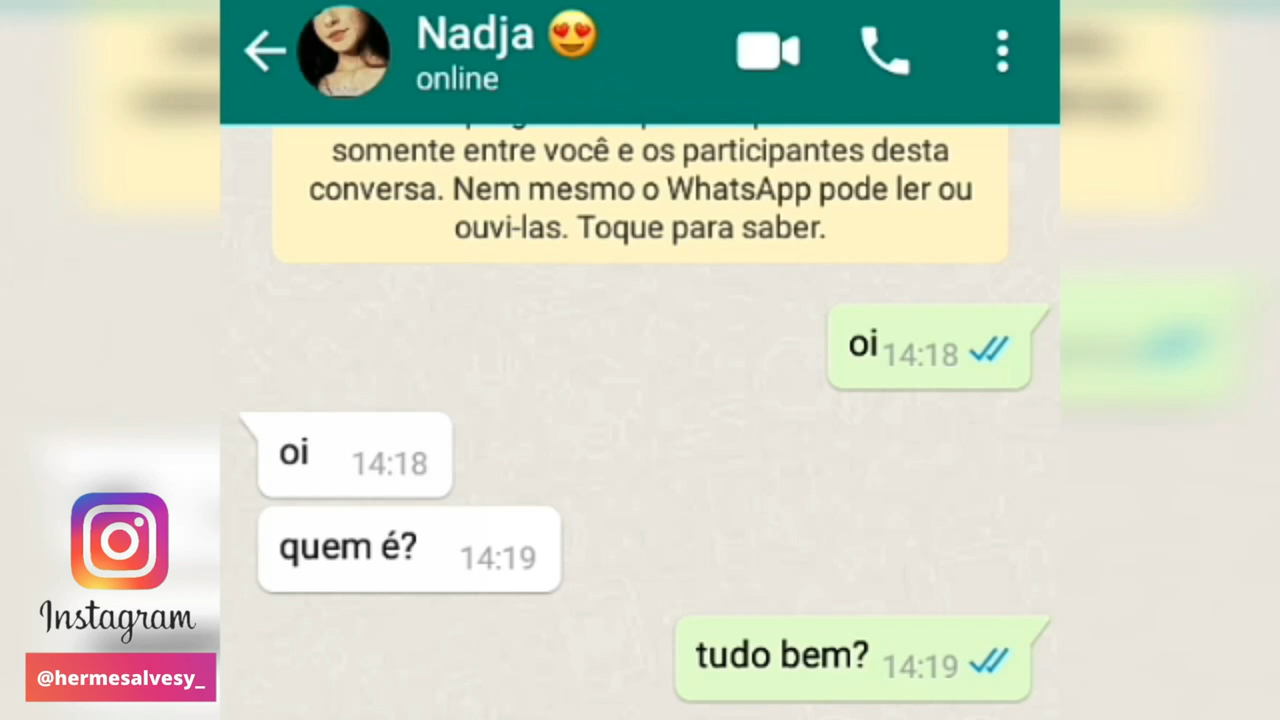 Nadja
online
somente entre você e os participantes desta
conversa. Nem mesmo o WhatsApp pode ler ou
ouvi-las. Toque para saber.
oi 14:18
oi 14:18
quem é? 14:19
tudo bem? 14:19
Instagram
@hermesalvesy_